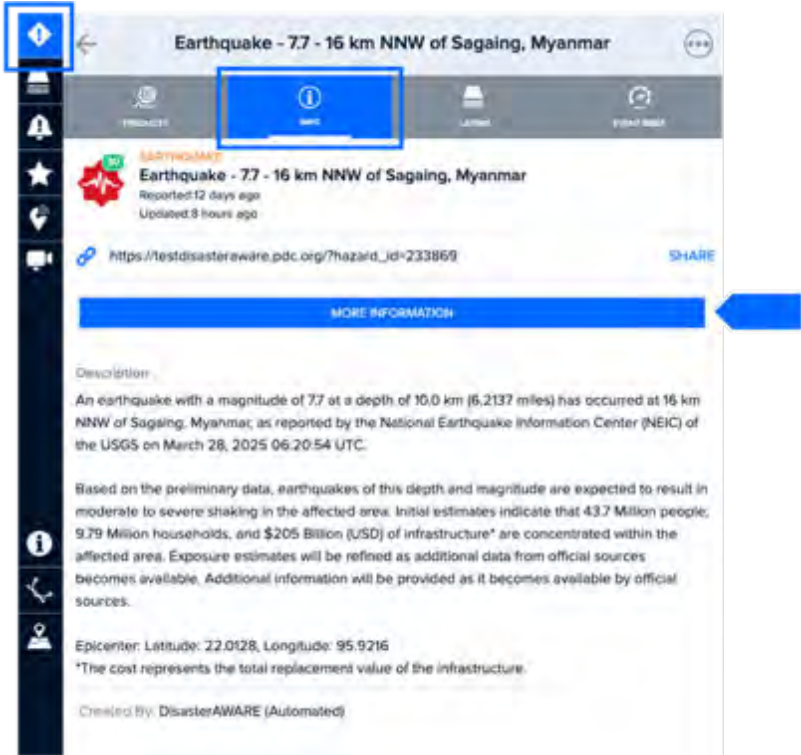 Earthquake - 7.7 - 16 km NNW of Sagaing, Myanmar
PRODUCTS
INFO
LAYERS
EARTHQUAKE
Earthquake - 7.7 - 16 km NNW of Sagaing, Myanmar
Reported:12 days ago
Updated:8 hours ago
https://testdisasteraware.pdc.org/?hazard_id=233869
SHARE
MORE INFORMATION
Description
An earthquake with a magnitude of 7.7 at a depth of 10.0 km (6.2137 miles) has occurred at 16 km
NNW of Sagaing, Myanmar, as reported by the National Earthquake Information Center (NEIC) of
the USGS on March 28, 2025 06:20:54 UTC.
Based on the preliminary data, earthquakes of this depth and magnitude are expected to result in
moderate to severe shaking in the affected area. Initial estimates indicate that 43.7 Million people,
9.79 Million households, and $205 Billion (USD) of infrastructure* are concentrated within the
affected area. Exposure estimates will be refined as additional data from official sources
becomes available. Additional information will be provided as it becomes available by official
sources.
Epicenter: Latitude: 22.0128, Longitude: 95.9216
*The cost represents the total replacement value of the infrastructure.
Created By: DisasterAWARE (Automated)